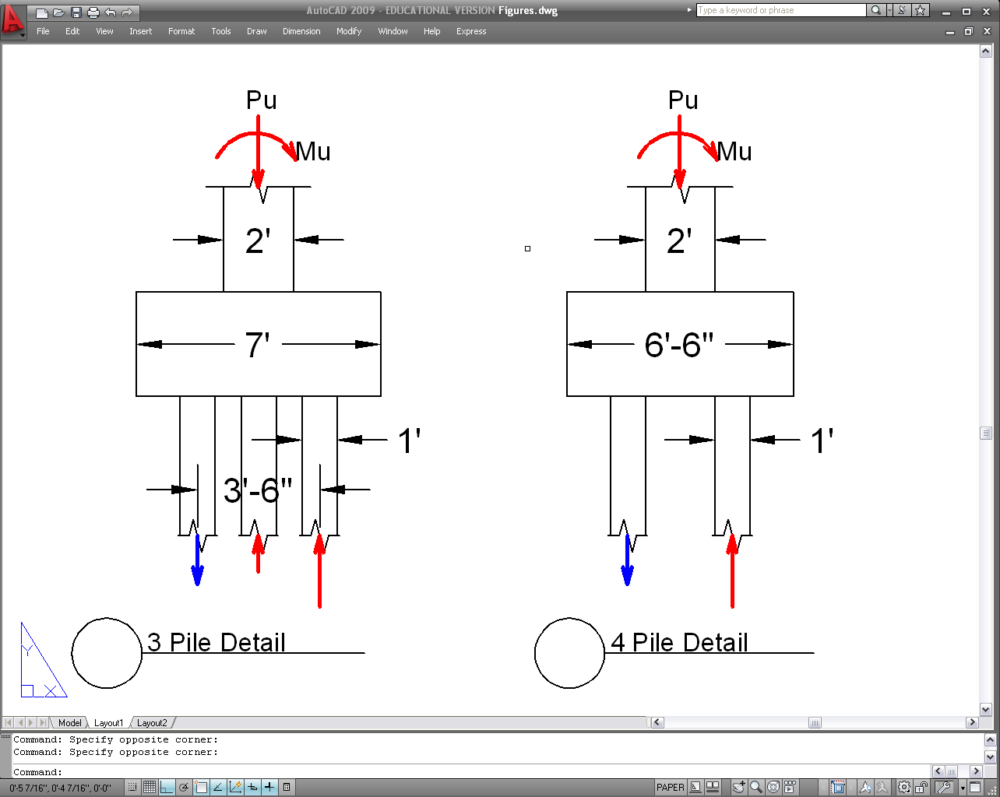 AutoCAD 2009 - EDUCATIONAL VERSION Figures.dwg
Type a keyword or phrase
File Edit View Insert Format Tools Draw Dimension Modify Window Help Express
Pu
Mu
2'
7'
1'
3'-6"
3 Pile Detail
Pu
Mu
2'
6'-6"
1'
4 Pile Detail
Y
X
Model Layout1 Layout2
Command: Specify opposite corner:
Command: Specify opposite corner:
Command:
0'-5 7/16", 0'-4 7/16", 0'-0"
PAPER